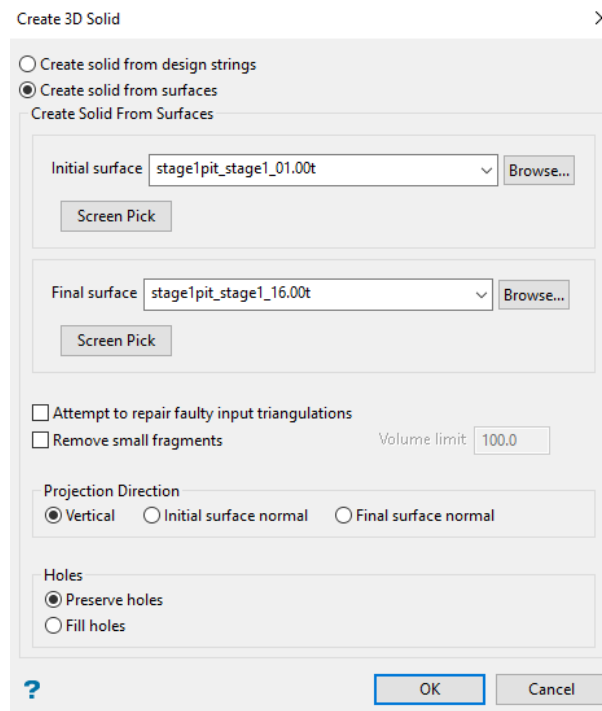 Create 3D Solid
Create solid from design strings
Create solid from surfaces
Create Solid From Surfaces
Initial surface stage1pit_stage1_01.00t Browse...
Screen Pick
Final surface stage1pit_stage1_16.00t Browse...
Screen Pick
Attempt to repair faulty input triangulations
Remove small fragments Volume limit 100.0
Projection Direction
Vertical Initial surface normal Final surface normal
Holes
Preserve holes
Fill holes
? OK Cancel